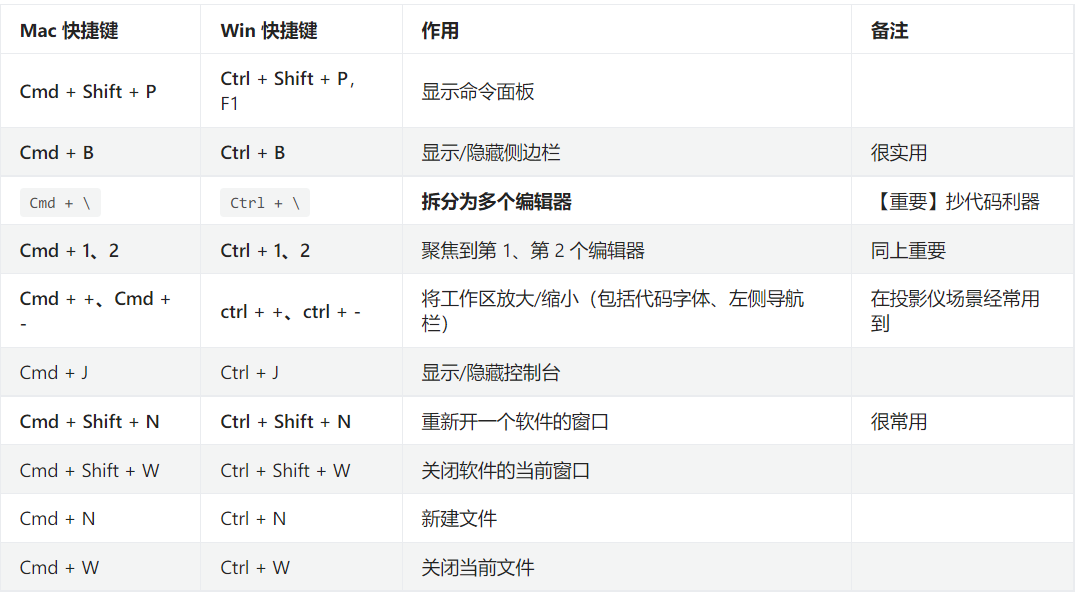 Mac 快捷键 Win 快捷键 作用 备注
Cmd + Shift + P Ctrl + Shift + P, F1 显示命令面板
Cmd + B Ctrl + B 显示/隐藏侧边栏 很实用
Cmd + \ Ctrl + \ 拆分为多个编辑器 【重要】抄代码利器
Cmd + 1、2 Ctrl + 1、2 聚焦到第 1、第 2 个编辑器 同上重要
Cmd + +、Cmd + - ctrl + +、ctrl + - 将工作区放大/缩小（包括代码字体、左侧导航栏） 在投影仪场景经常用到
Cmd + J Ctrl + J 显示/隐藏控制台
Cmd + Shift + N Ctrl + Shift + N 重新开一个软件的窗口 很常用
Cmd + Shift + W Ctrl + Shift + W 关闭软件的当前窗口
Cmd + N Ctrl + N 新建文件
Cmd + W Ctrl + W 关闭当前文件